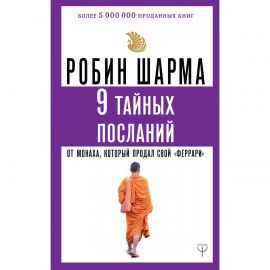 БОЛЕЕ 5 000 000 ПРОДАННЫХ КНИГ
РОБИН ШАРМА
9 ТАЙНЫХ
ПОСЛАНИЙ
ОТ МОНАХА, КОТОРЫЙ ПРОДАЛ СВОЙ «ФЕРРАРИ»